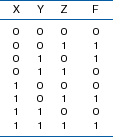 X Y Z F
0 0 0 0
0 0 1 1
0 1 0 1
0 1 1 0
1 0 0 0
1 0 1 1
1 1 0 0
1 1 1 1